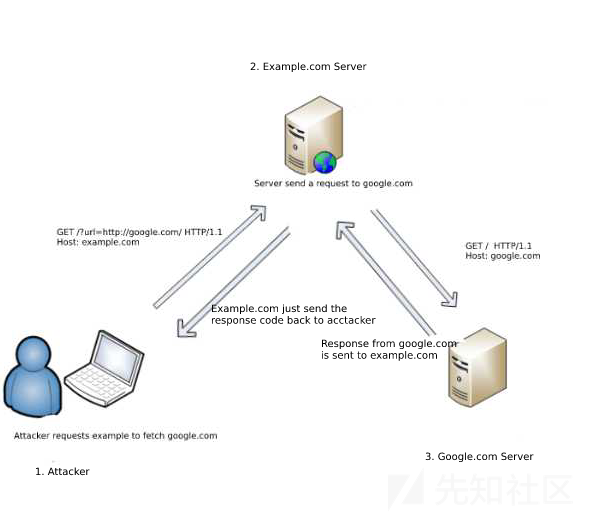 2. Example.com Server
Server send a request to google.com
GET /?url=http://google.com/ HTTP/1.1
Host: example.com
GET / HTTP/1.1
Host: google.com
Example.com just send the
response code back to acctacker
Response from google.com
is sent to example.com
Attacker requests example to fetch google.com
3. Google.com Server
1. Attacker
先知社区